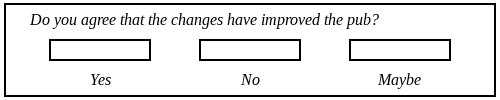 Do you agree that the changes have improved the pub?
Yes No Maybe